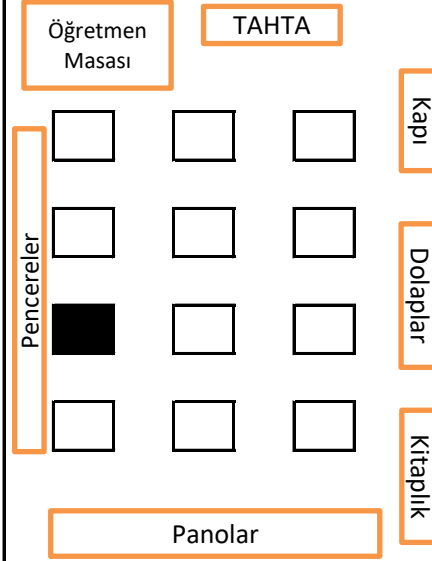 Öğretmen
Masası
TAHTA
Kapı
Pencereler
Dolaplar
Kitaplık
Panolar